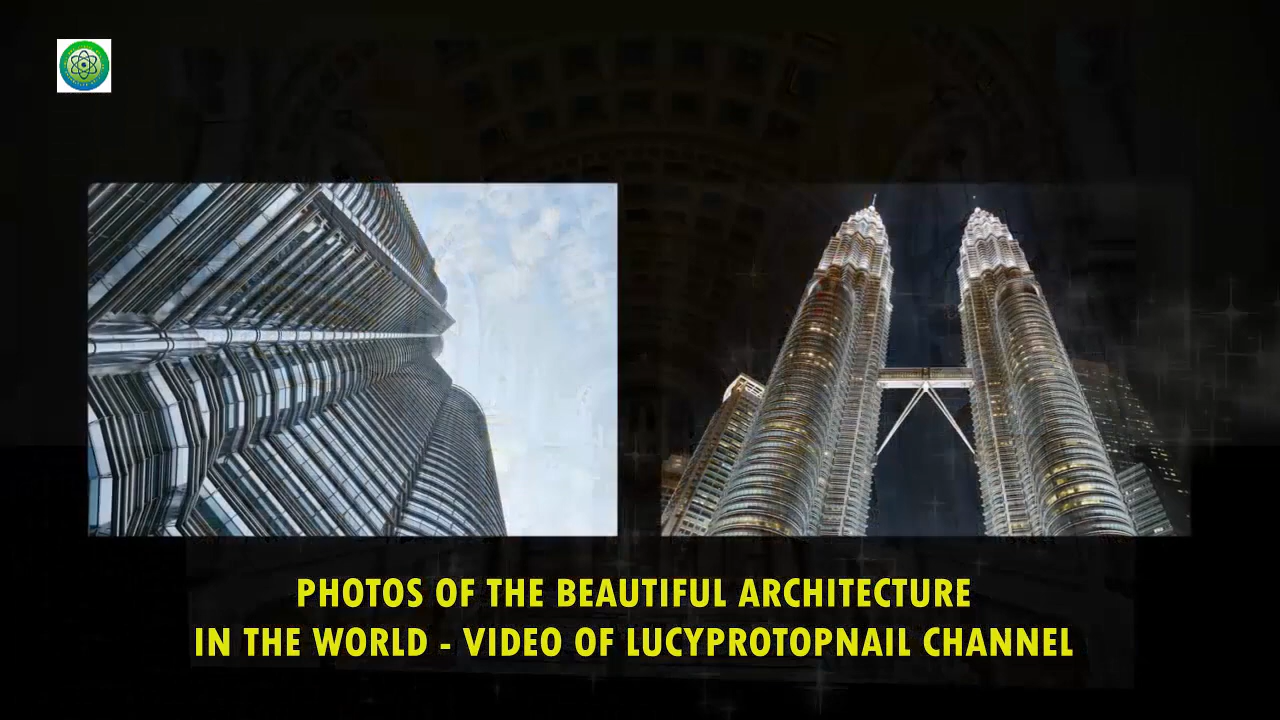 PHOTOS OF THE BEAUTIFUL ARCHITECTURE
IN THE WORLD - VIDEO OF LUCYPROTOPNAIL CHANNEL